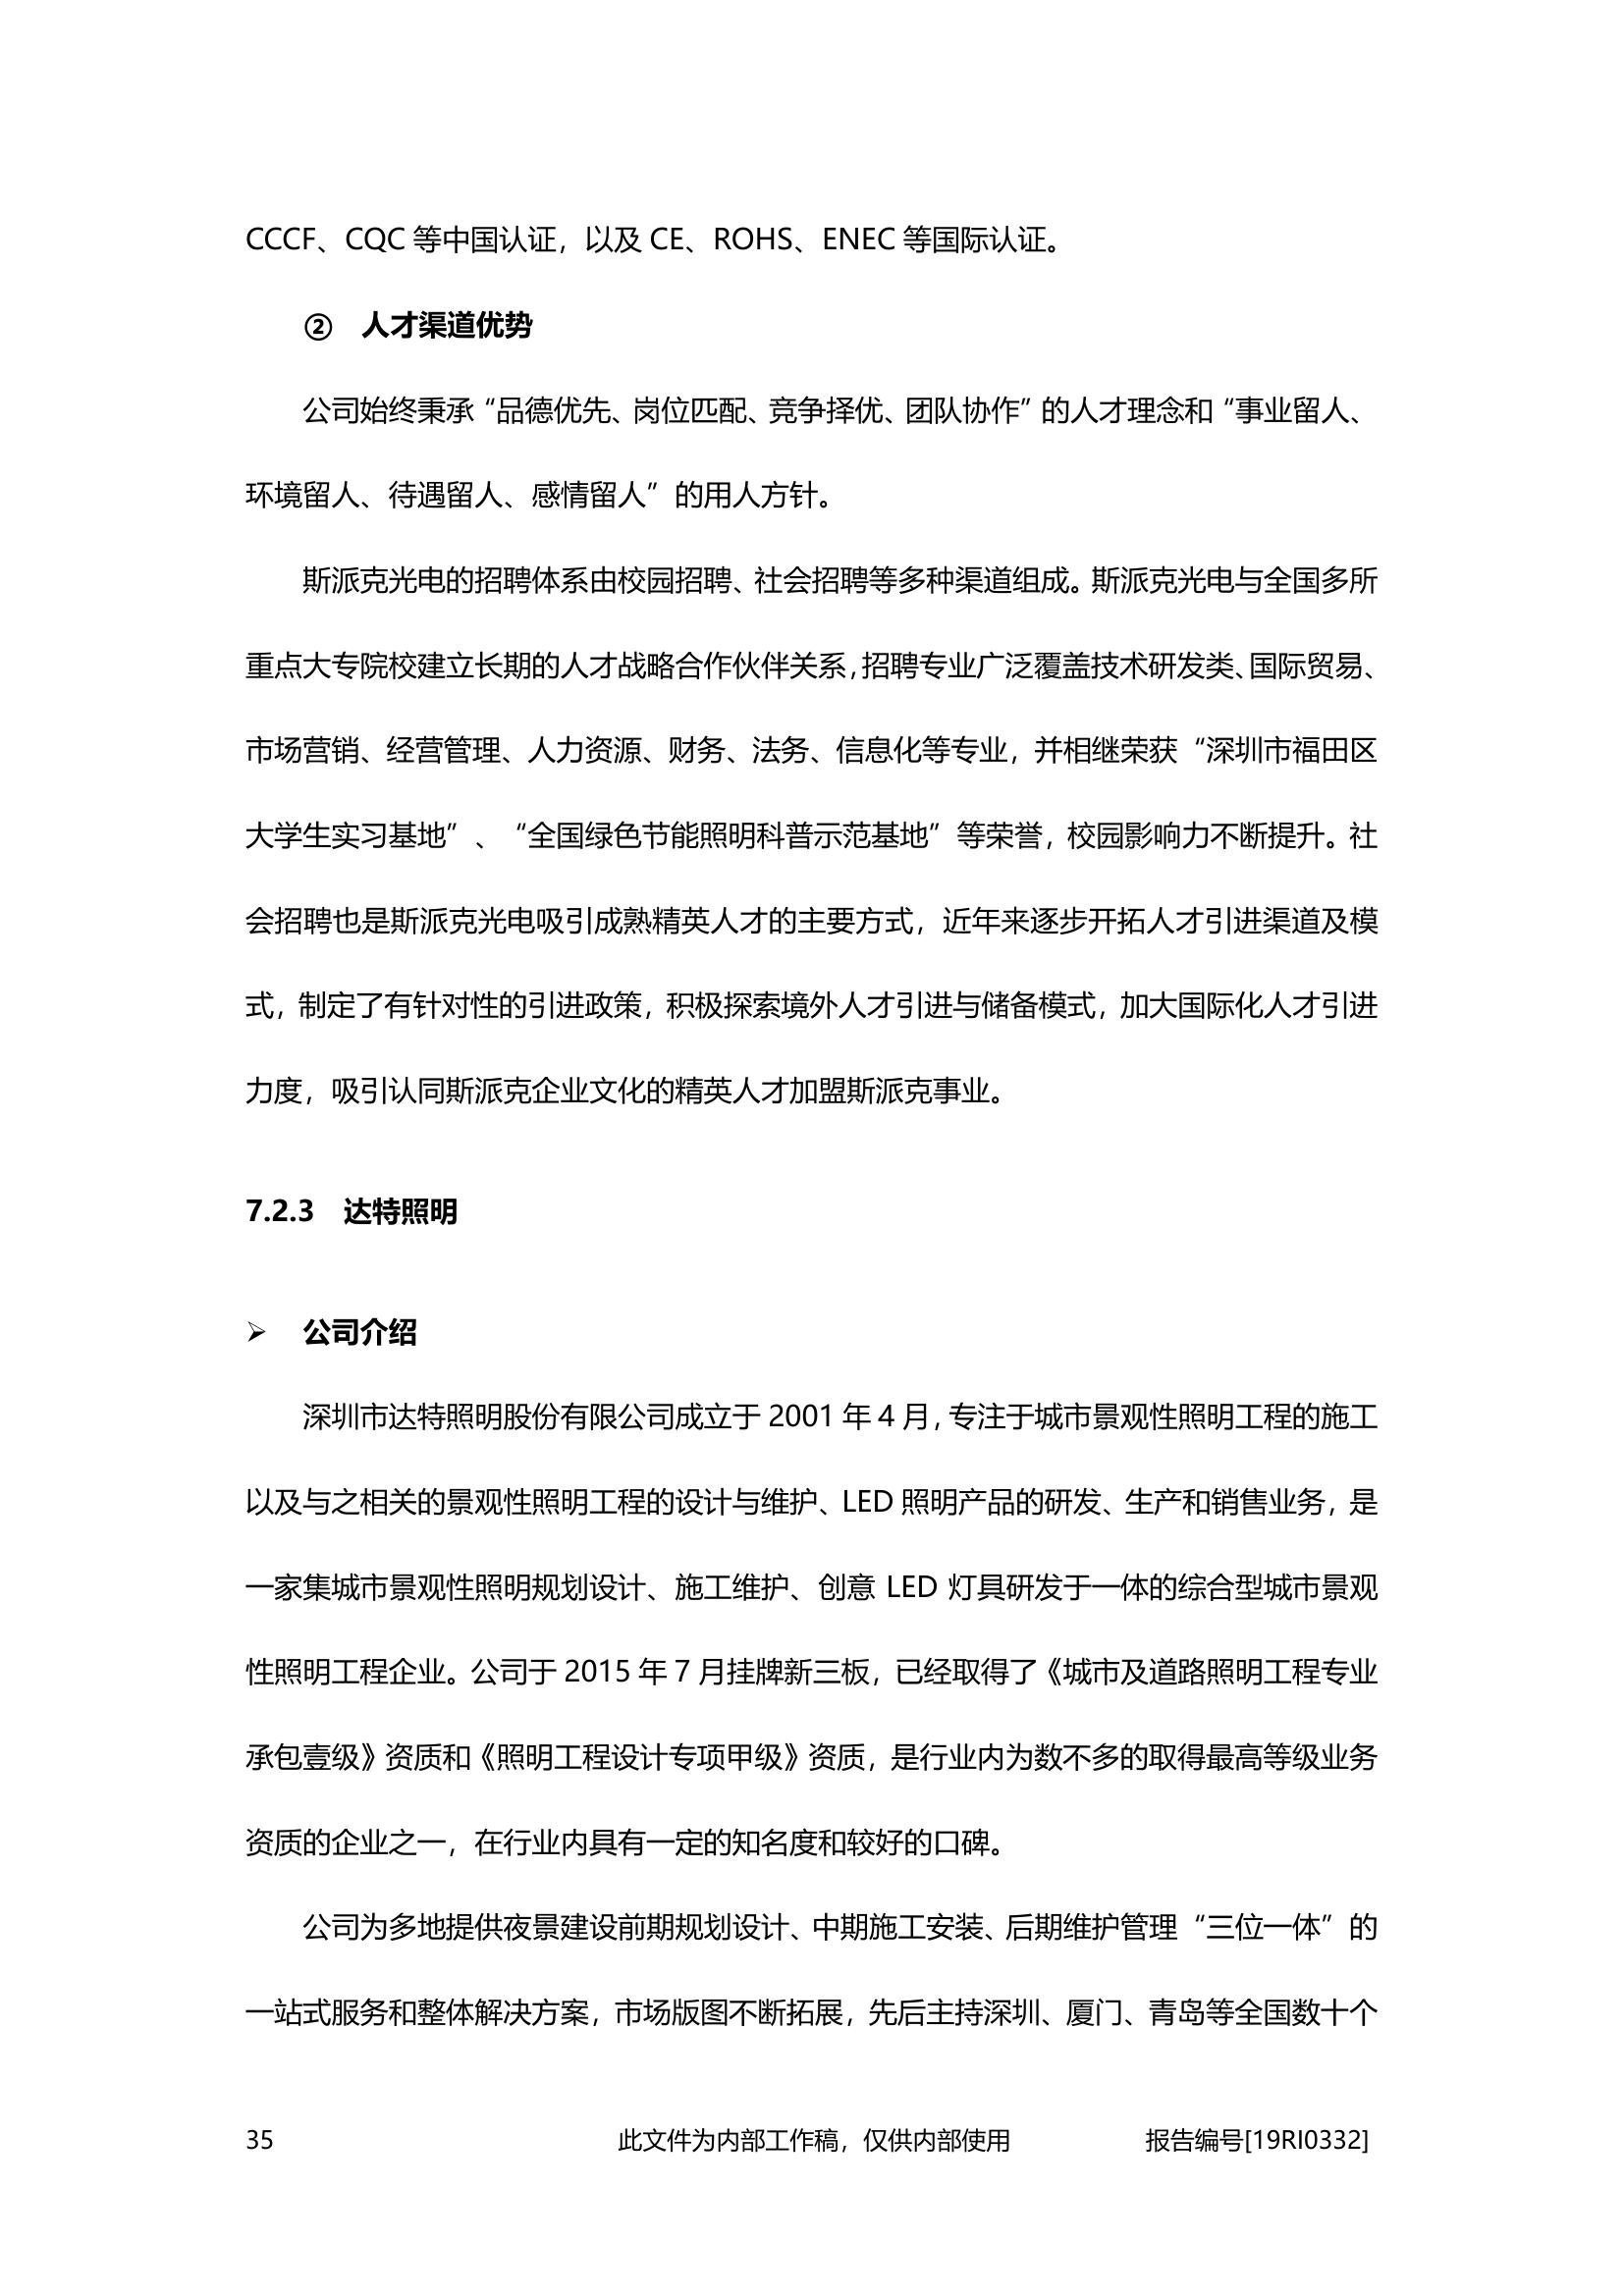 CCCF、CQC 等中国认证，以及 CE、ROHS、ENEC 等国际认证。
② 人才渠道优势
公司始终秉承“品德优先、岗位匹配、竞争择优、团队协作”的人才理念和“事业留人、
环境留人、待遇留人、感情留人”的用人方针。
斯派克光电的招聘体系由校园招聘、社会招聘等多种渠道组成。斯派克光电与全国多所
重点大专院校建立长期的人才战略合作伙伴关系，招聘专业广泛覆盖技术研发类、国际贸易、
市场营销、经营管理、人力资源、财务、法务、信息化等专业，并相继荣获“深圳市福田区
大学生实习基地”、“全国绿色节能照明科普示范基地”等荣誉，校园影响力不断提升。社
会招聘也是斯派克光电吸引成熟精英人才的主要方式，近年来逐步开拓人才引进渠道及模
式，制定了有针对性的引进政策，积极探索境外人才引进与储备模式，加大国际化人才引进
力度，吸引认同斯派克企业文化的精英人才加盟斯派克事业。
7.2.3 达特照明
➢ 公司介绍
深圳市达特照明股份有限公司成立于 2001 年 4 月，专注于城市景观性照明工程的施工
以及与之相关的景观性照明工程的设计与维护、LED 照明产品的研发、生产和销售业务，是
一家集城市景观性照明规划设计、施工维护、创意 LED 灯具研发于一体的综合型城市景观
性照明工程企业。公司于 2015 年 7 月挂牌新三板，已经取得了《城市及道路照明工程专业
承包壹级》资质和《照明工程设计专项甲级》资质，是行业内为数不多的取得最高等级业务
资质的企业之一，在行业内具有一定的知名度和较好的口碑。
公司为多地提供夜景建设前期规划设计、中期施工安装、后期维护管理“三位一体”的
一站式服务和整体解决方案，市场版图不断拓展，先后主持深圳、厦门、青岛等全国数十个
35 此文件为内部工作稿，仅供内部使用 报告编号[19RI0332]